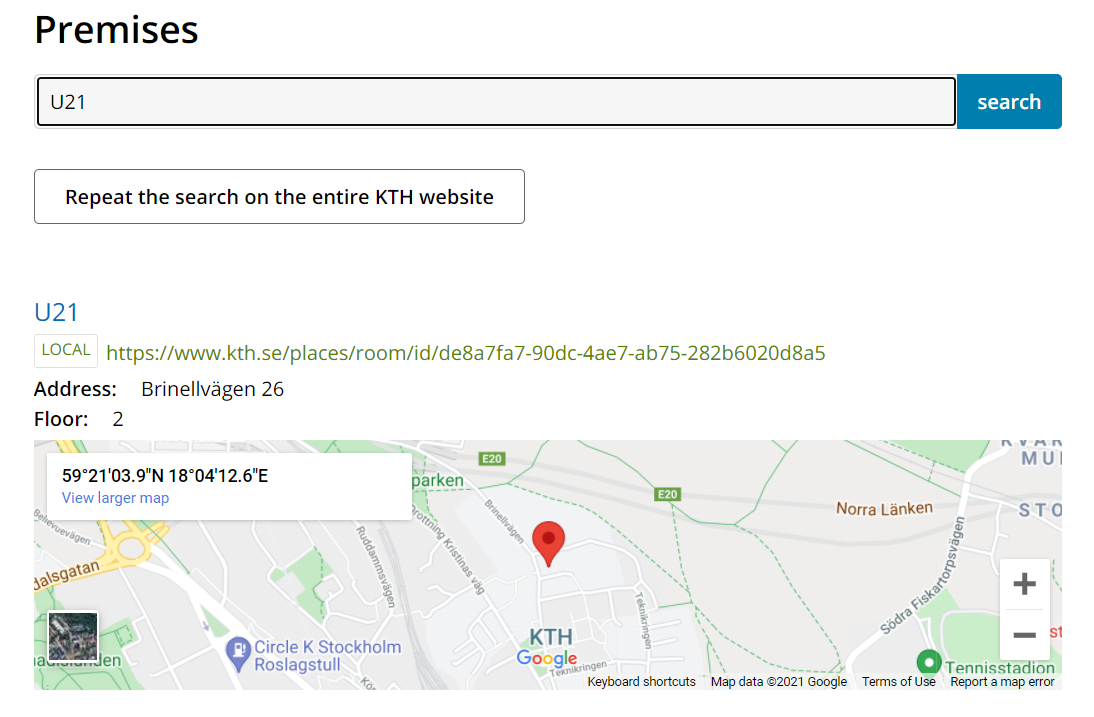 Premises
U21
search
Repeat the search on the entire KTH website
U21
LOCAL https://www.kth.se/places/room/id/de8a7fa7-90dc-4ae7-ab75-282b6020d8a5
Address: Brinellvägen 26
Floor: 2
59°21'03.9"N 18°04'12.6"E
View larger map
E20
parken
E20
Norra Länken
STO
Bellevuevägen
Brinellvägen
Drottning Kristinas väg
Ruddammsvägen
dalsgatan
Södra Fiskartorpsvägen
Teknikringen
KTH
Circle K Stockholm
Roslagstull
Google
Teknikringen
Tennisstadion
Keyboard shortcuts Map data ©2021 Google Terms of Use Report a map error